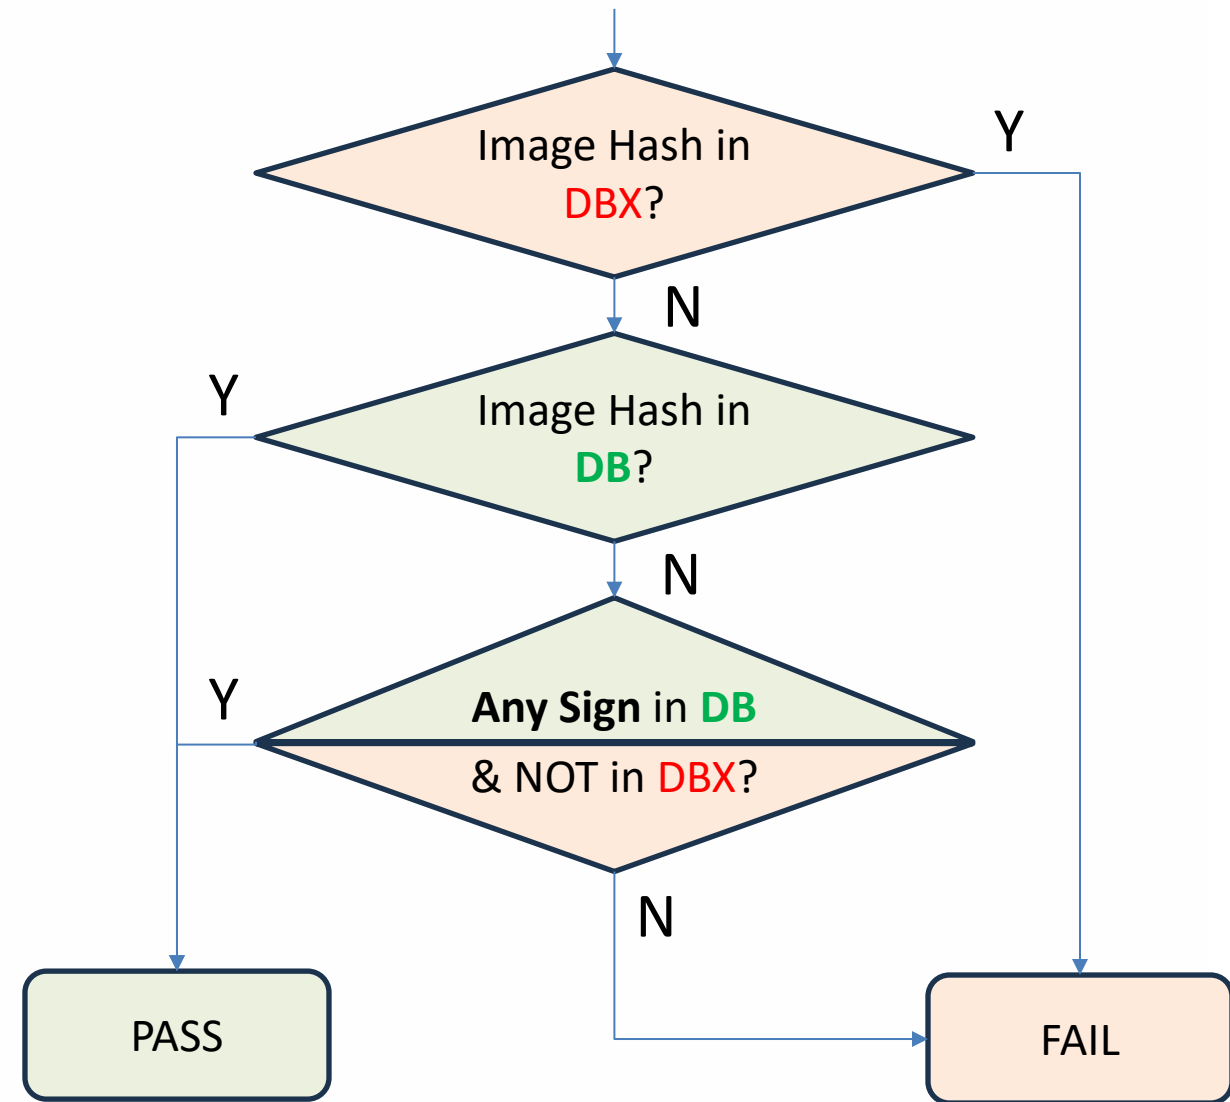 Image Hash in
DBX?
Y
N
Image Hash in
DB?
Y
N
Any Sign in DB
& NOT in DBX?
Y
N
PASS
FAIL